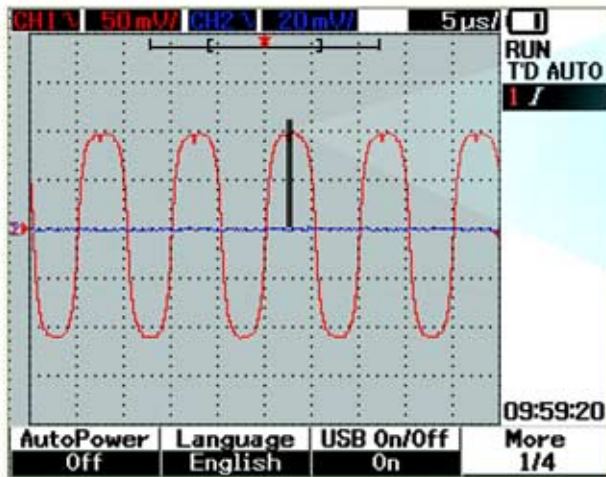 CH1 50mV/ CH2 20mV/ 5μs/
RUN
T'D AUTO
1
09:59:20
AutoPower Language USB On/Off More
Off English On 1/4